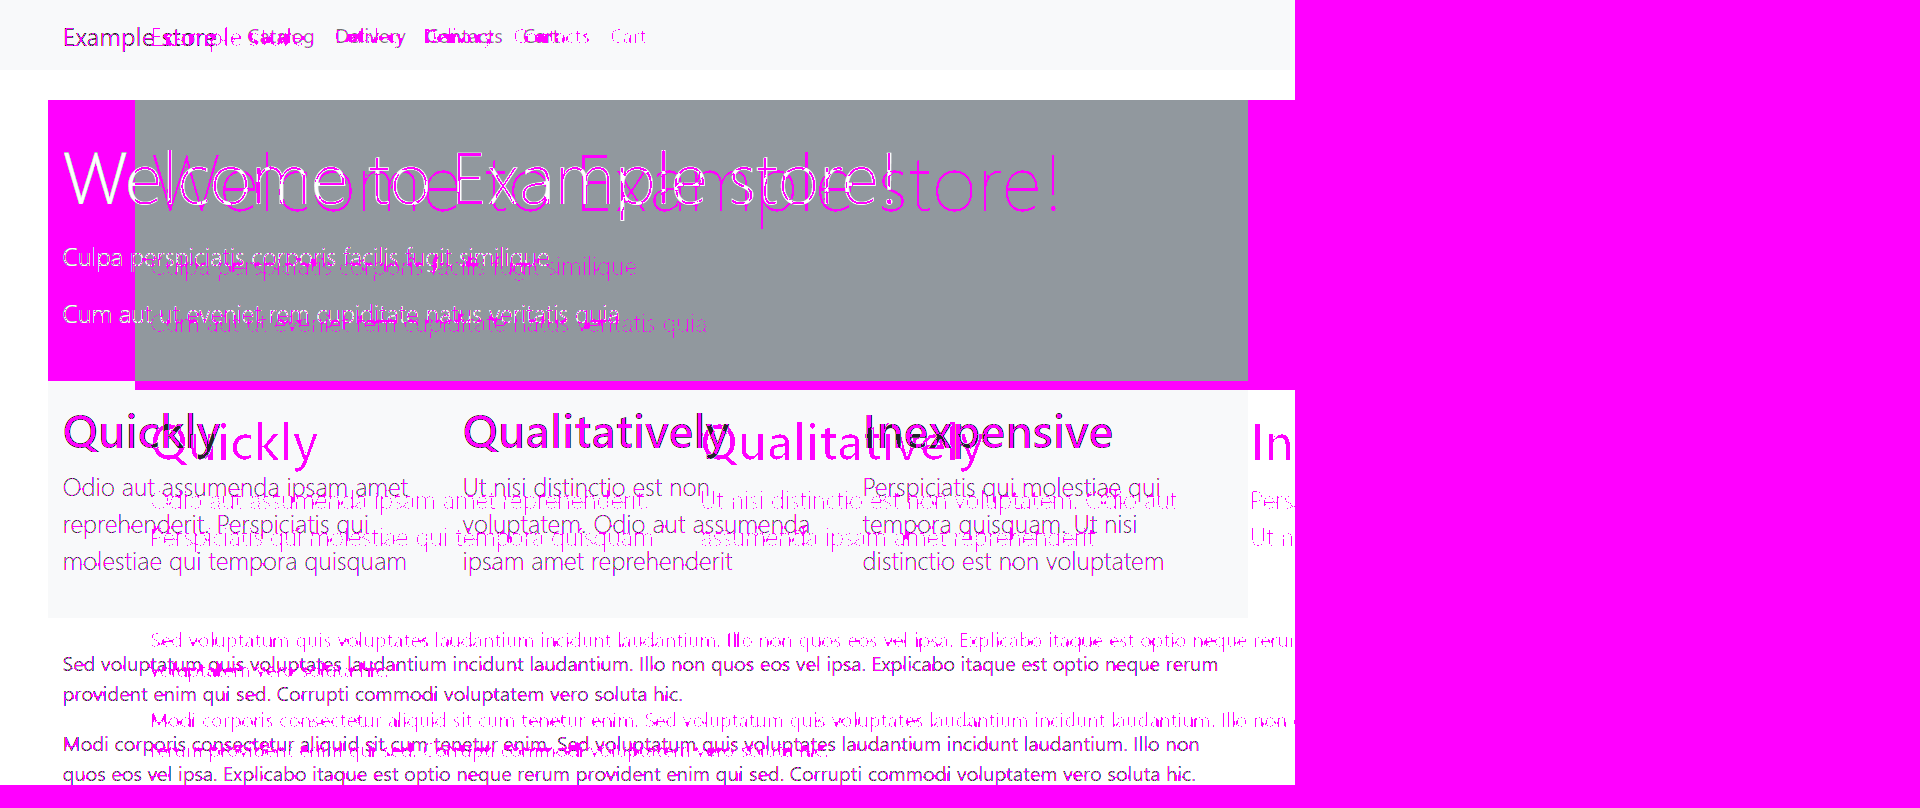 Example store Catalog Delivery Contacts Cart
Welcome to Example store!
Culpa perspiciatis corporis facilis fugit similique
Cum aut ut eveniet rem cupiditate natus veritatis quia
Quickly
Qualitatively
Inexpensive
Odio aut assumenda ipsam amet
reprehenderit. Perspiciatis qui
molestiae qui tempora quisquam
Ut nisi distinctio est non
voluptatem. Odio aut assumenda
ipsam amet reprehenderit
Perspiciatis qui molestiae qui
tempora quisquam. Ut nisi
distinctio est non voluptatem
Sed voluptatum quis voluptates laudantium incidunt laudantium. Illo non quos eos vel ipsa. Explicabo itaque est optio neque rerum
provident enim qui sed. Corrupti commodi voluptatem vero soluta hic.
Modi corporis consectetur aliquid sit cum tenetur enim. Sed voluptatum quis voluptates laudantium incidunt laudantium. Illo non
quos eos vel ipsa. Explicabo itaque est optio neque rerum provident enim qui sed. Corrupti commodi voluptatem vero soluta hic.